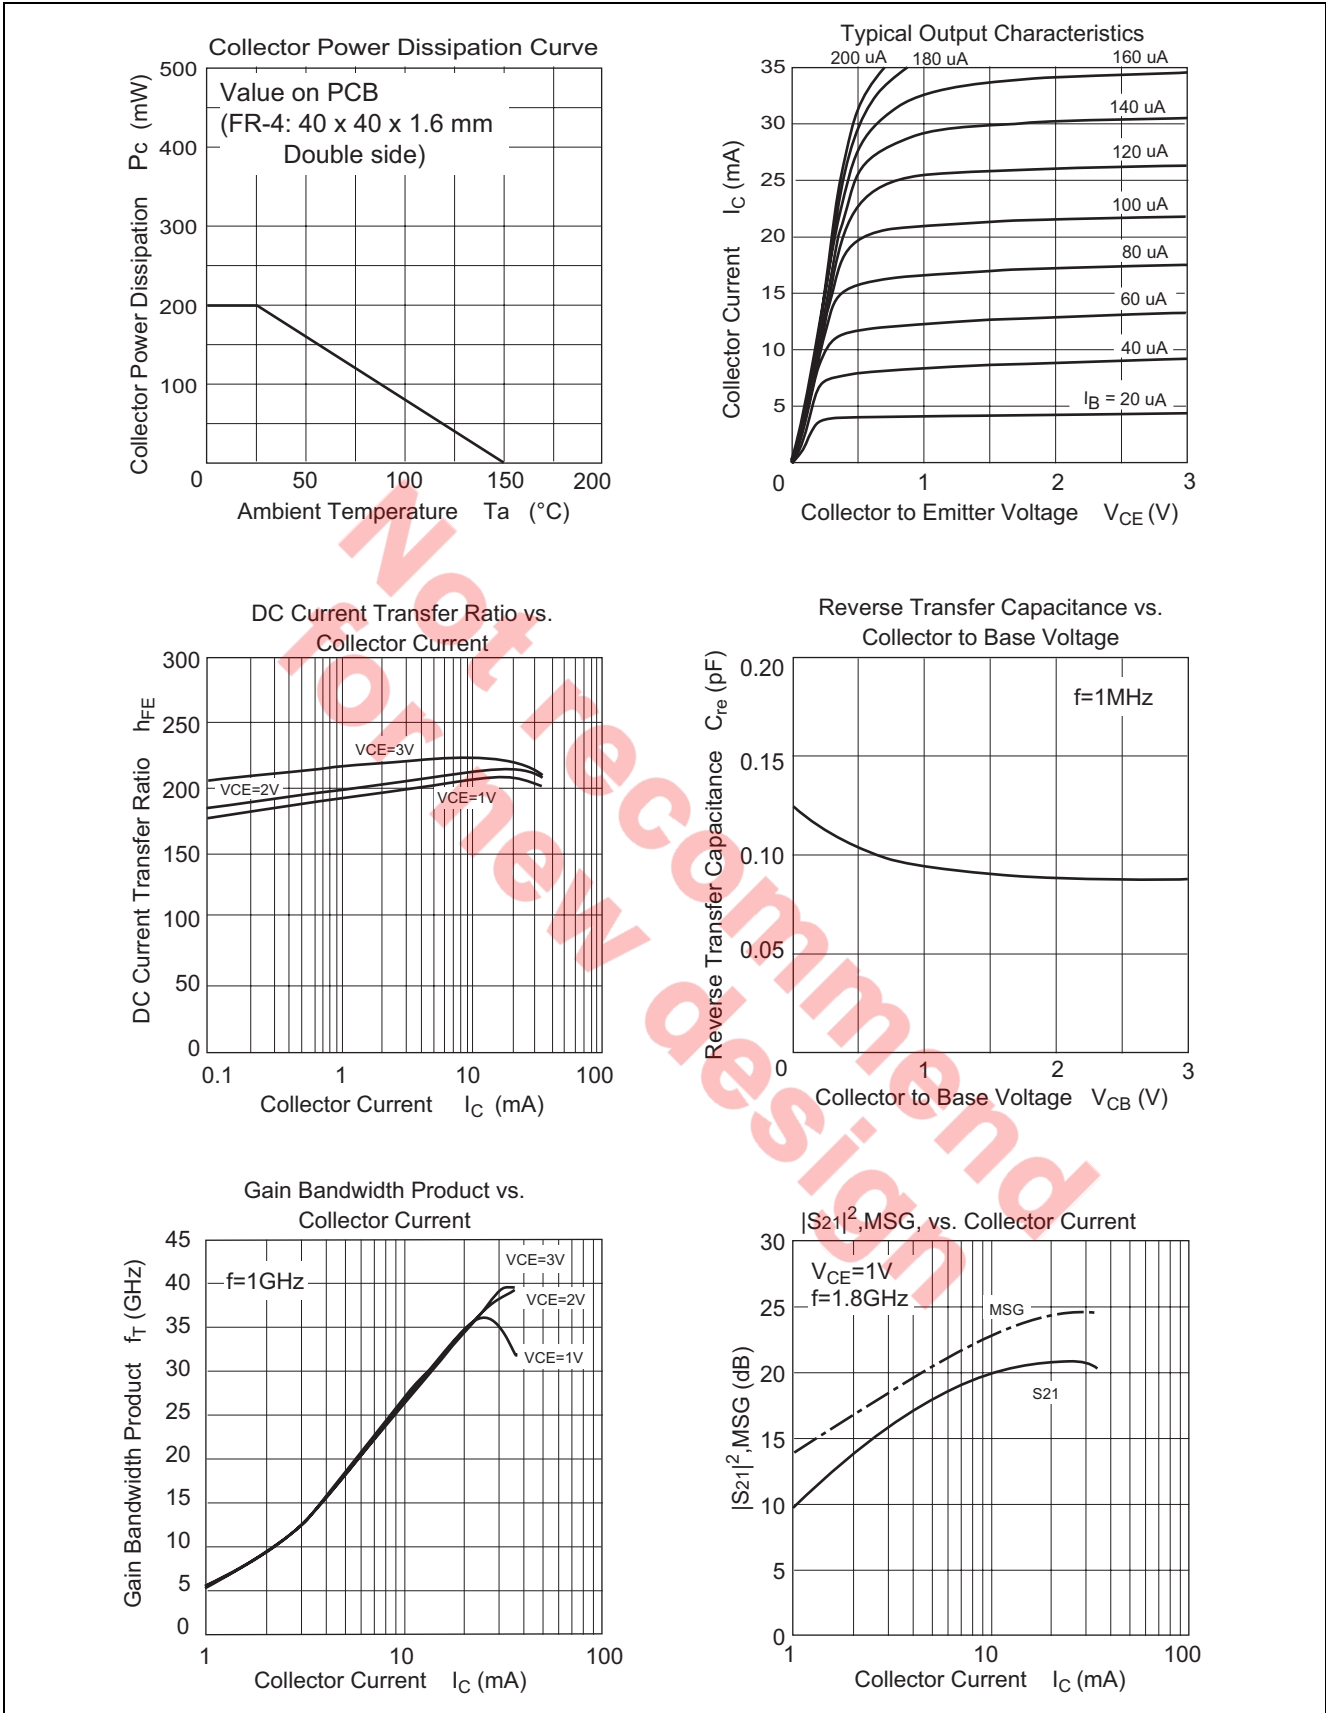 Collector Power Dissipation Curve
500
400
300
200
100
Collector Power Dissipation Pc (mW)
Value on PCB
(FR-4: 40 x 40 x 1.6 mm
Double side)
0 50 100 150 200
Ambient Temperature Ta (°C)
Typical Output Characteristics
200 uA 180 uA 160 uA
140 uA
120 uA
100 uA
80 uA
60 uA
40 uA
IB = 20 uA
35
30
25
20
15
10
5
Collector Current IC (mA)
0 1 2 3
Collector to Emitter Voltage VCE (V)
DC Current Transfer Ratio vs.
Collector Current
300
250
200
150
100
50
0
DC Current Transfer Ratio hFE
VCE=3V
VCE=2V
VCE=1V
0.1 1 10 100
Collector Current IC (mA)
Reverse Transfer Capacitance vs.
Collector to Base Voltage
0.20
0.15
0.10
0.05
Reverse Transfer Capacitance Cre (pF)
f=1MHz
0 1 2 3
Collector to Base Voltage VCB (V)
Gain Bandwidth Product vs.
Collector Current
45
40
35
30
25
20
15
10
5
0
Gain Bandwidth Product fT (GHz)
f=1GHz
VCE=3V
VCE=2V
VCE=1V
1 10 100
Collector Current IC (mA)
|S21|²,MSG, vs. Collector Current
30
25
20
15
10
5
0
|S21|²,MSG (dB)
VCE=1V
f=1.8GHz
MSG
S21
1 10 100
Collector Current IC (mA)
Not recommend
for new design